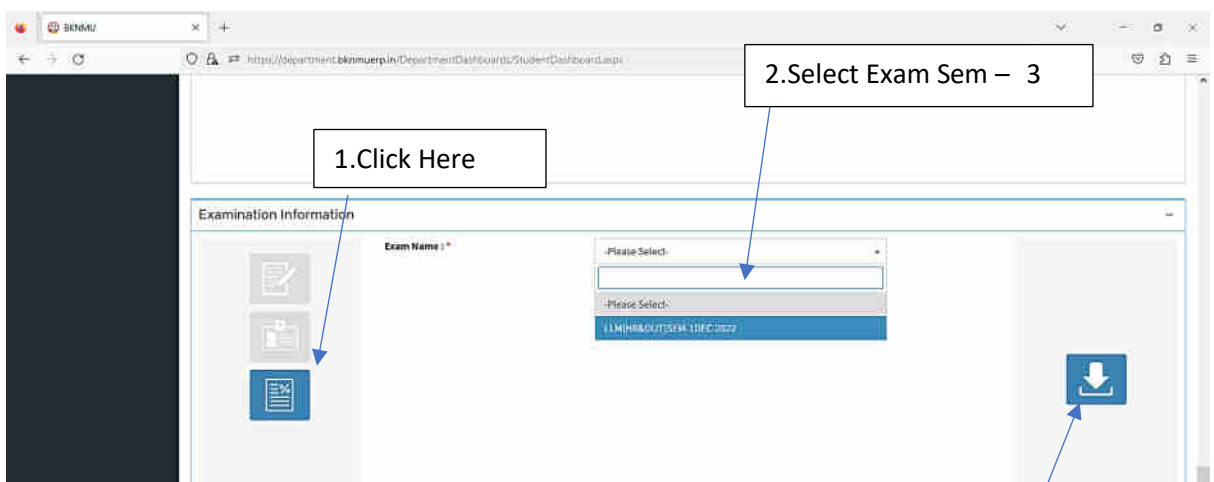 BKNMU
https://department.bknmuerp.in/DepartmentDashboards/StudentDashboard.aspx
2.Select Exam Sem – 3
1.Click Here
Examination Information
Exam Name : *
-Please Select-
-Please Select-